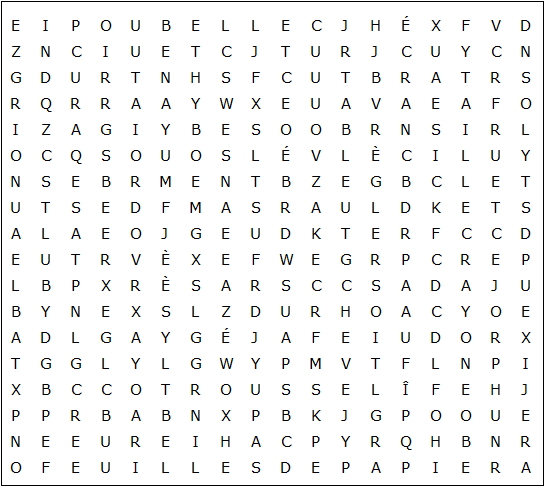 E I P O U B E L L E C J H É X F V D
Z N C I U E T C J T U R J C U Y C N
G D U R T N H S F C U T B R A T R S
R Q R R A A Y W X E U A V A E A F O
I Z A G I Y B E S O O B R N S I R L
O C Q S O U O S L É V L È C I L U Y
N S E B R M E N T B Z E G B C L E T
U T S E D F M A S R A U L D K E T S
A L A E O J G E U D K T E R F C C D
E U T R V È X E F W E G R P C R E P
L B P X R È S A R S C C S A D A J U
B Y N E X S L Z D U R H O A C Y O E
A D L G A Y G É J A F E I U D O R X
T G G L Y L G W Y P M V T F L N P I
X B C C O T R O U S S E L Î F E H J
P P R B A B N X P B K J G P O O U E
N E E U R E I H A C P Y R Q H B N R
O F E U I L L E S D E P A P I E R A